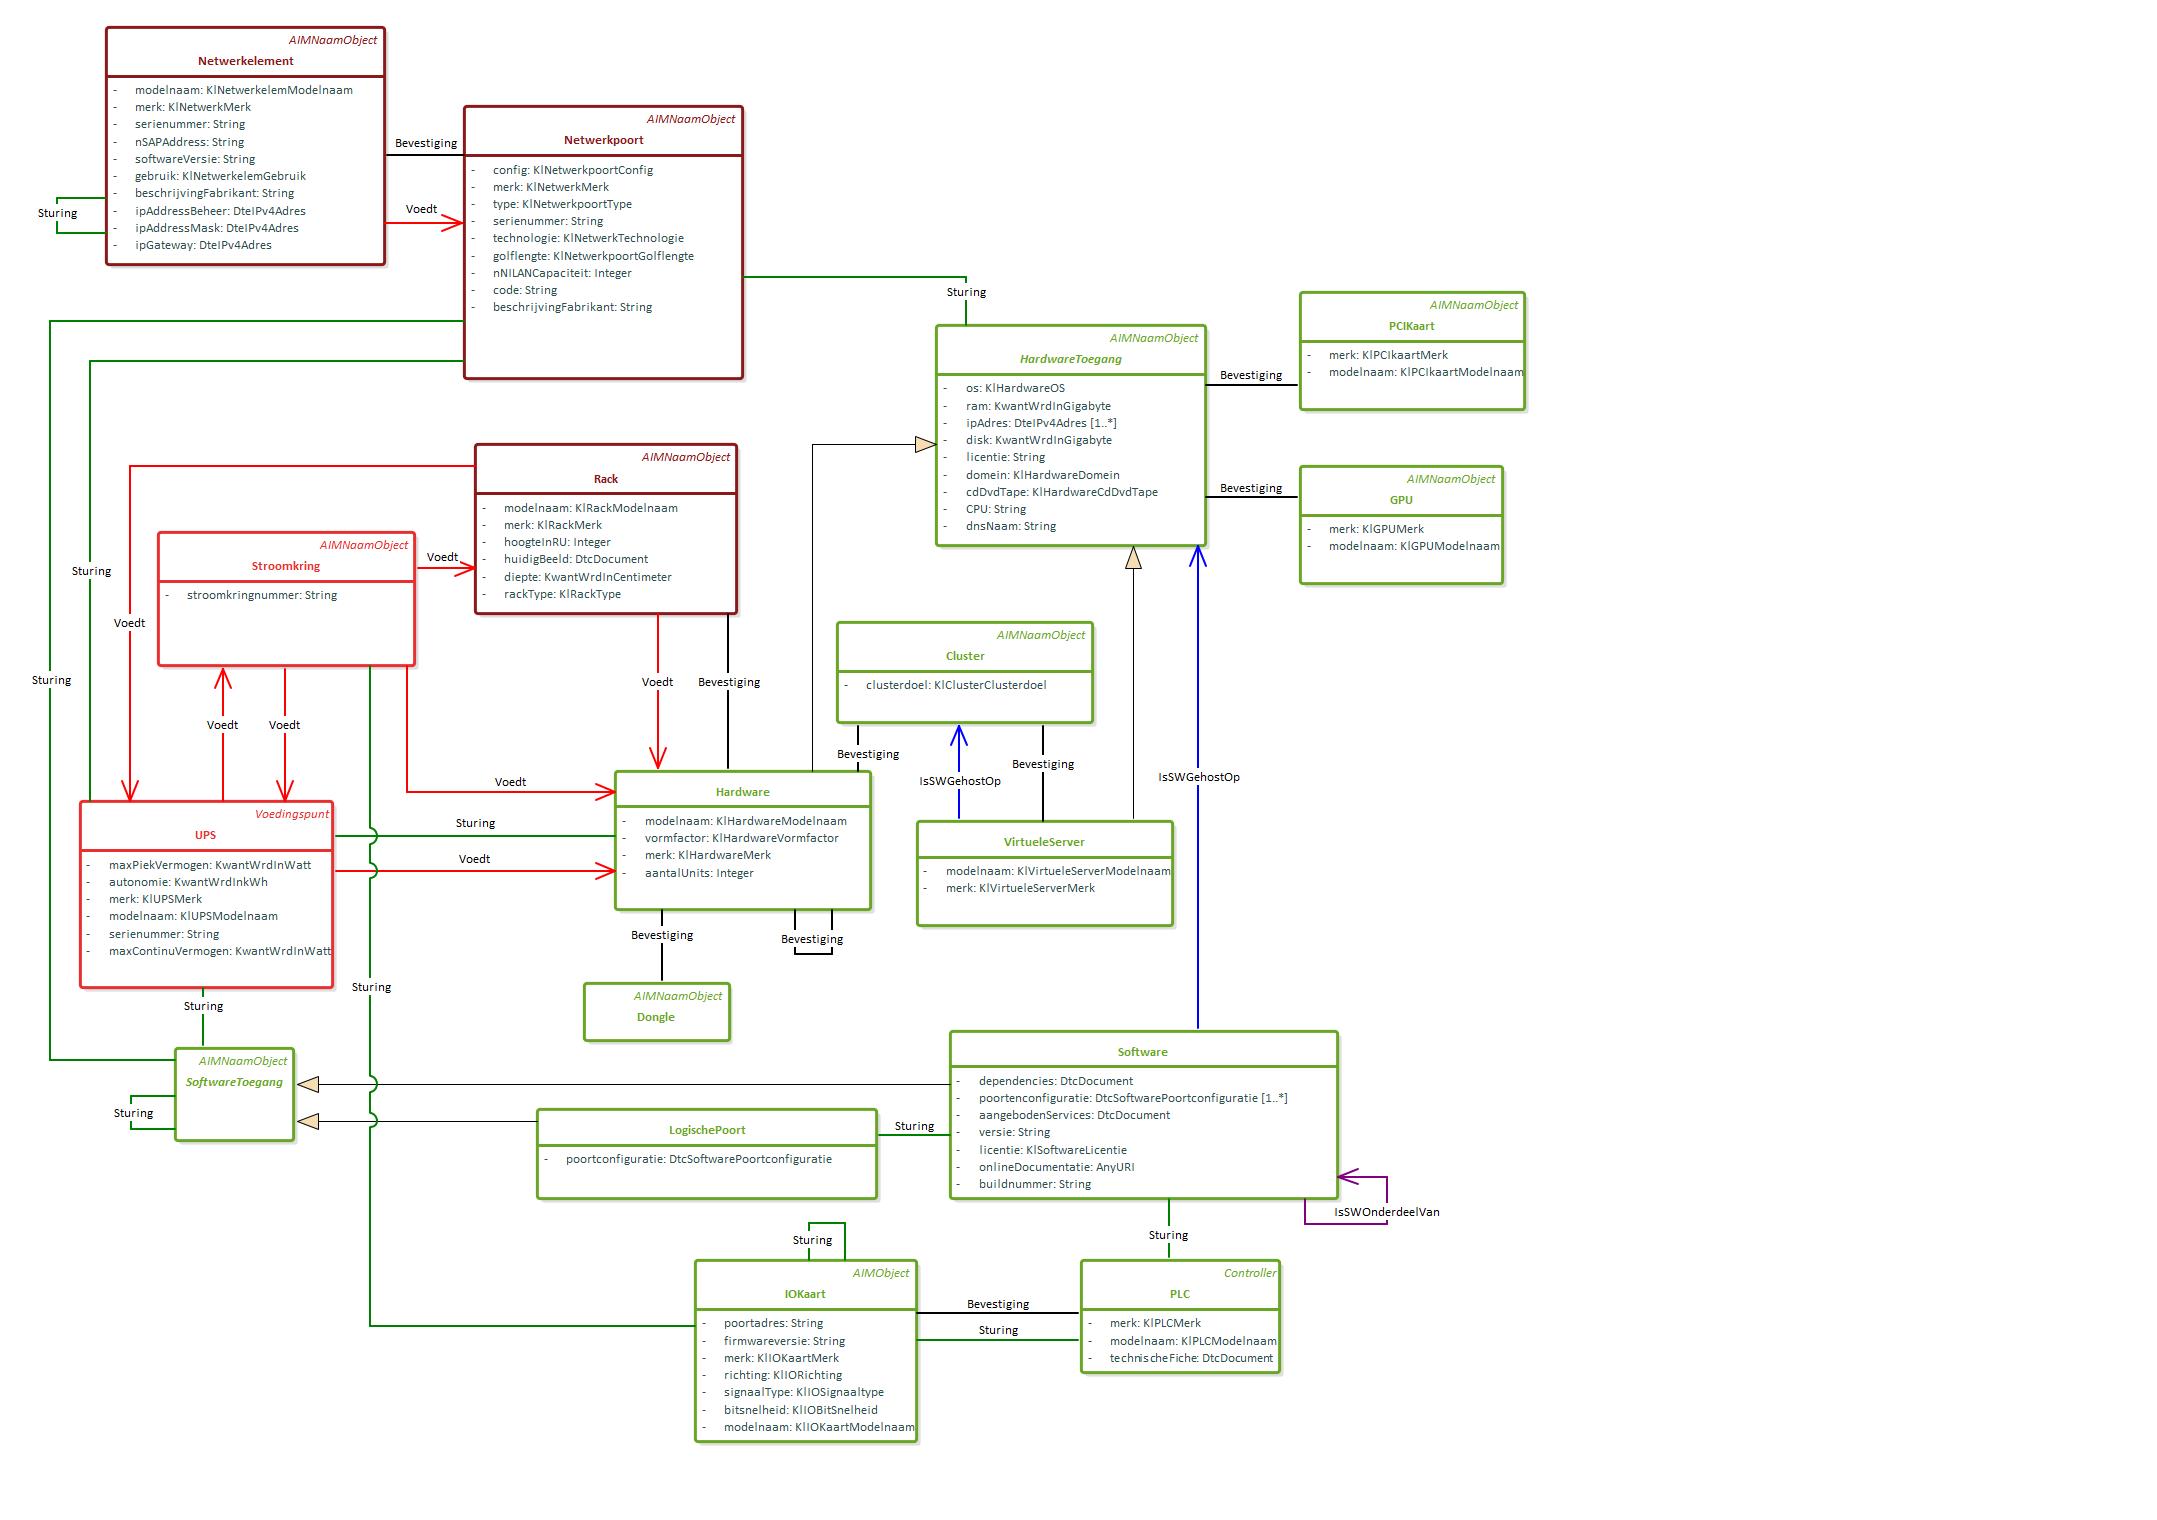 AIMNaamObject
Netwerkelement
- modelnaam: KlNetwerkelemModelnaam
- merk: KlNetwerkMerk
- serienummer: String
- nSAPAddress: String
- softwareVersie: String
- gebruik: KlNetwerkelemGebruik
- beschrijvingFabrikant: String
- ipAddressBeheer: DteIPv4Adres
- ipAddressMask: DteIPv4Adres
- ipGateway: DteIPv4Adres
Sturing
Bevestiging
Voedt
AIMNaamObject
Netwerkpoort
- config: KlNetwerkpoortConfig
- merk: KlNetwerkMerk
- type: KlNetwerkpoortType
- serienummer: String
- technologie: KlNetwerkTechnologie
- golflengte: KlNetwerkpoortGolflengte
- nNILANCapaciteit: Integer
- code: String
- beschrijvingFabrikant: String
Sturing
AIMNaamObject
HardwareToegang
- os: KlHardwareOS
- ram: KwantWrdInGigabyte
- ipAdres: DteIPv4Adres [1..*]
- disk: KwantWrdInGigabyte
- licentie: String
- domein: KlHardwareDomein
- cdDvdTape: KlHardwareCdDvdTape
- CPU: String
- dnsNaam: String
Bevestiging
AIMNaamObject
PCIKaart
- merk: KlPCIkaartMerk
- modelnaam: KlPCIkaartModelnaam
Bevestiging
AIMNaamObject
GPU
- merk: KlGPUMerk
- modelnaam: KlGPUModelnaam
AIMNaamObject
Rack
- modelnaam: KlRackModelnaam
- merk: KlRackMerk
- hoogteInRU: Integer
- huidigBeeld: DtcDocument
- diepte: KwantWrdInCentimeter
- rackType: KlRackType
AIMNaamObject
Stroomkring
- stroomkringnummer: String
Voedt
Sturing
Voedt
Sturing
Voedt
Voedt
Voedt
Bevestiging
AIMNaamObject
Cluster
- clusterdoel: KlClusterClusterdoel
Bevestiging
IsSWGehostOp
Bevestiging
IsSWGehostOp
Voedt
Hardware
- modelnaam: KlHardwareModelnaam
- vormfactor: KlHardwareVormfactor
- merk: KlHardwareMerk
- aantalUnits: Integer
VirtueleServer
- modelnaam: KlVirtueleServerModelnaam
- merk: KlVirtueleServerMerk
Voedingspunt
UPS
- maxPiekVermogen: KwantWrdInWatt
- autonomie: KwantWrdInkWh
- merk: KlUPSMerk
- modelnaam: KlUPSModelnaam
- serienummer: String
- maxContinuVermogen: KwantWrdInWatt
Sturing
Voedt
Bevestiging
Bevestiging
Sturing
Sturing
AIMNaamObject
Dongle
AIMNaamObject
SoftwareToegang
Sturing
Software
- dependencies: DtcDocument
- poortenconfiguratie: DtcSoftwarePoortconfiguratie [1..*]
- aangebodenServices: DtcDocument
- versie: String
- licentie: KlSoftwareLicentie
- onlineDocumentatie: AnyURI
- buildnummer: String
LogischePoort
- poortconfiguratie: DtcSoftwarePoortconfiguratie
Sturing
IsSWOnderdeelVan
Sturing
Sturing
AIMObject
IOKaart
- poortadres: String
- firmwareversie: String
- merk: KlIOKaartMerk
- richting: KlIORichting
- signaalType: KlIOSignaaltype
- bitsnelheid: KlIOBitSnelheid
- modelnaam: KlIOKaartModelnaam
Bevestiging
Sturing
Controller
PLC
- merk: KlPLCMerk
- modelnaam: KlPLCModelnaam
- technischeFiche: DtcDocument